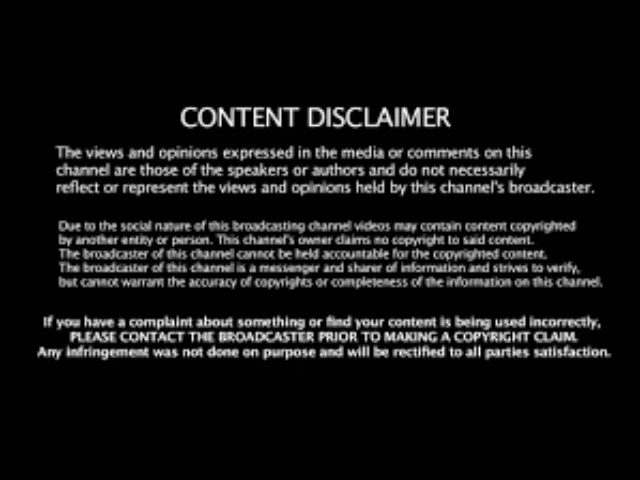 CONTENT DISCLAIMER
The views and opinions expressed in the media or comments on this
channel are those of the speakers or authors and do not necessarily
reflect or represent the views and opinions held by this channel's broadcaster.
Due to the social nature of this broadcasting channel videos may contain content copyrighted
by another entity or person. This channel's owner claims no copyright to said content.
The broadcaster of this channel cannot be held accountable for the copyrighted content.
The broadcaster of this channel is a messenger and sharer of information and strives to verify,
but cannot warrant the accuracy of copyrights or completeness of the information on this channel.
If you have a complaint about something or find your content is being used incorrectly,
PLEASE CONTACT THE BROADCASTER PRIOR TO MAKING A COPYRIGHT CLAIM.
Any infringement was not done on purpose and will be rectified to all parties satisfaction.